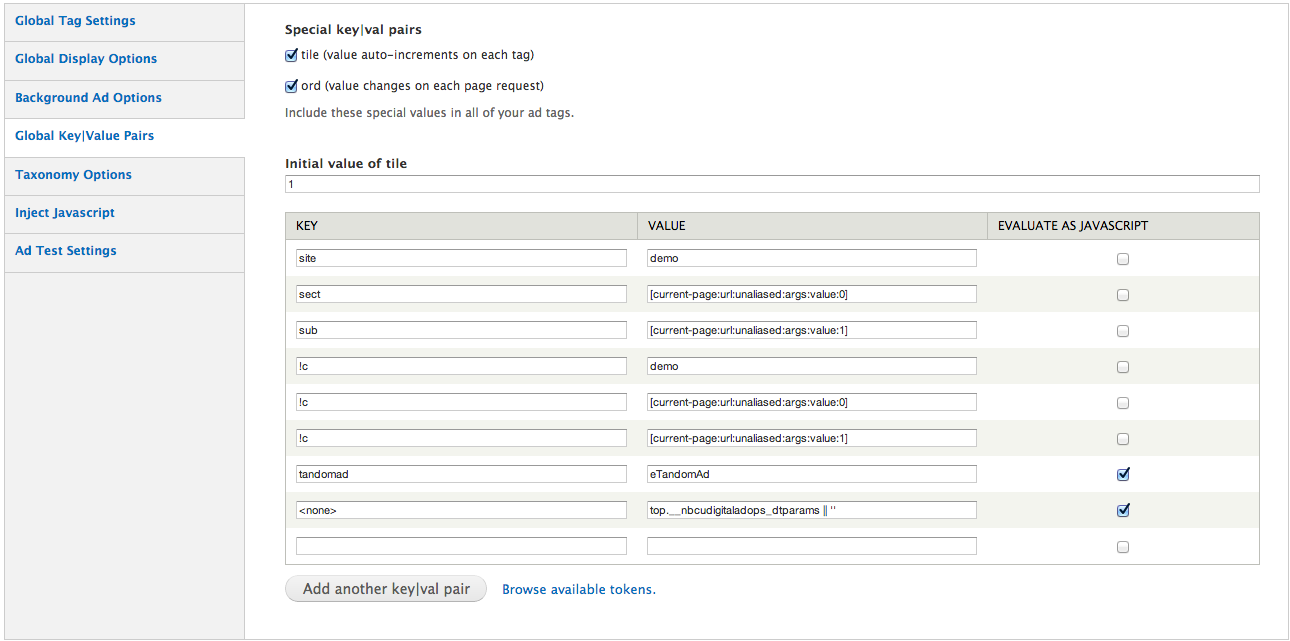 Global Tag Settings
Global Display Options
Background Ad Options
Global Key|Value Pairs
Taxonomy Options
Inject Javascript
Ad Test Settings
Special key|val pairs
tile (value auto-increments on each tag)
ord (value changes on each page request)
Include these special values in all of your ad tags.
Initial value of tile
1
KEY VALUE EVALUATE AS JAVASCRIPT
site demo
sect [current-page:url:unaliased:args:value:0]
sub [current-page:url:unaliased:args:value:1]
!c demo
!c [current-page:url:unaliased:args:value:0]
!c [current-page:url:unaliased:args:value:1]
tandomad eTandomAd
<none> top.__nbcudigitaladops_dtparams || ''
Add another key|val pair Browse available tokens.